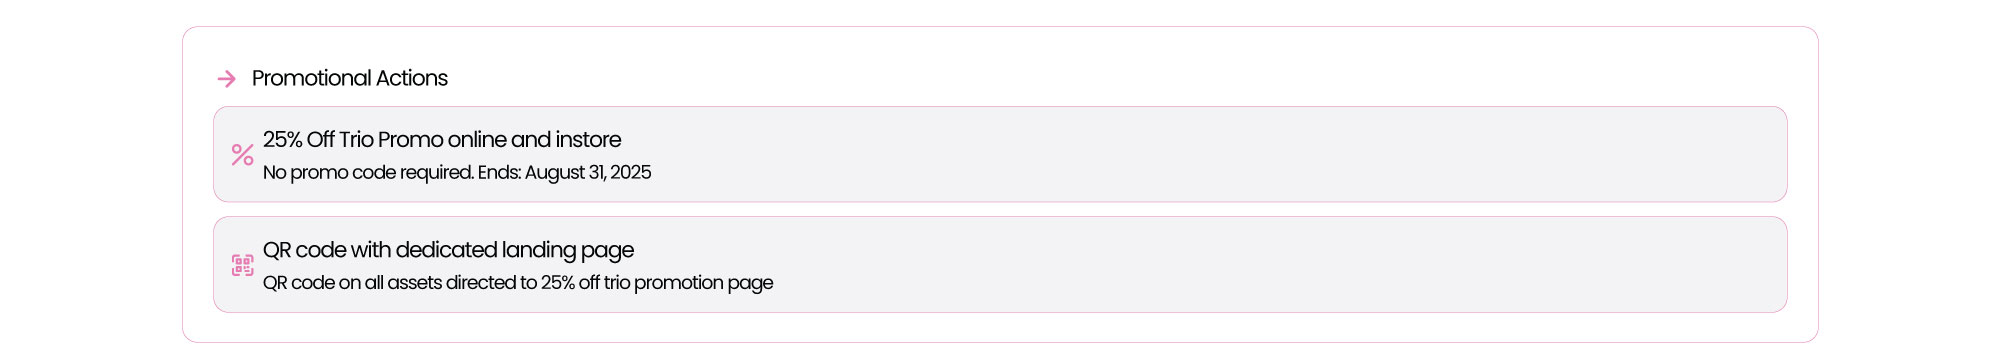 Promotional Actions
25% Off Trio Promo online and instore
No promo code required. Ends: August 31, 2025
QR code with dedicated landing page
QR code on all assets directed to 25% off trio promotion page